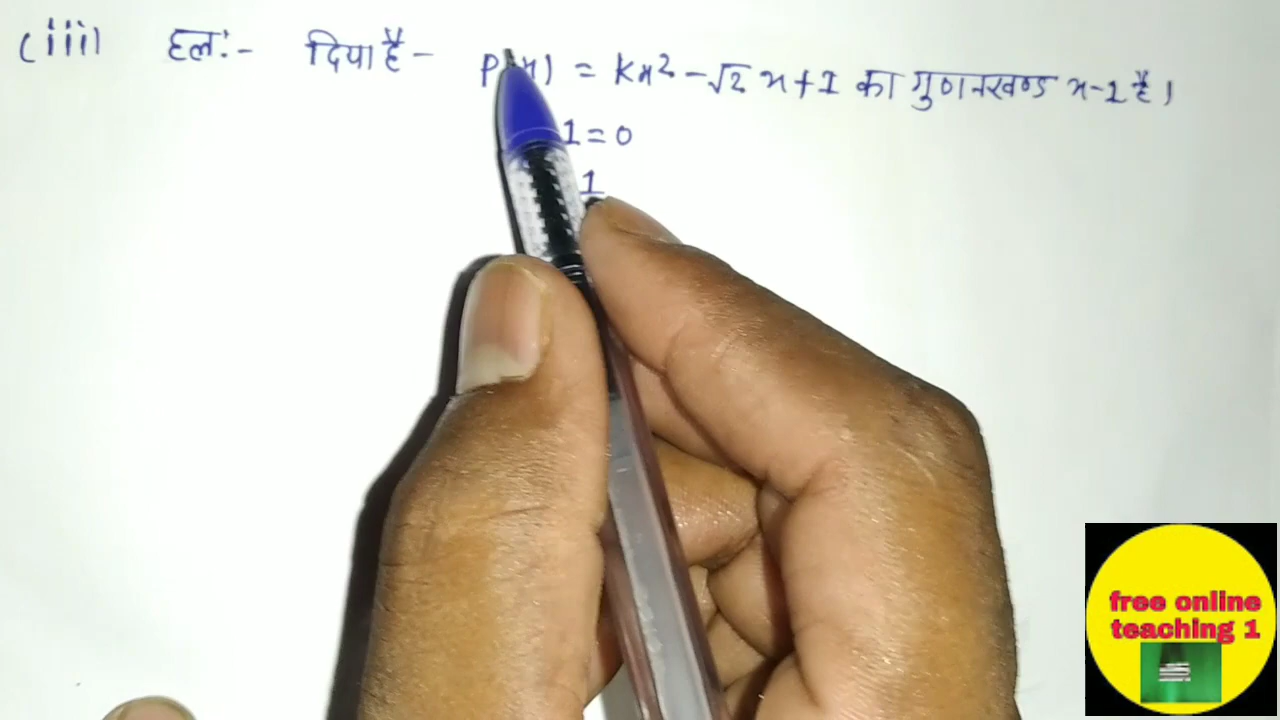 (iii) हल:- दिया है- p(x) = kx² - √2 x + 1 का गुणनखण्ड x-1 है।
1 = 0
1
free online
teaching 1